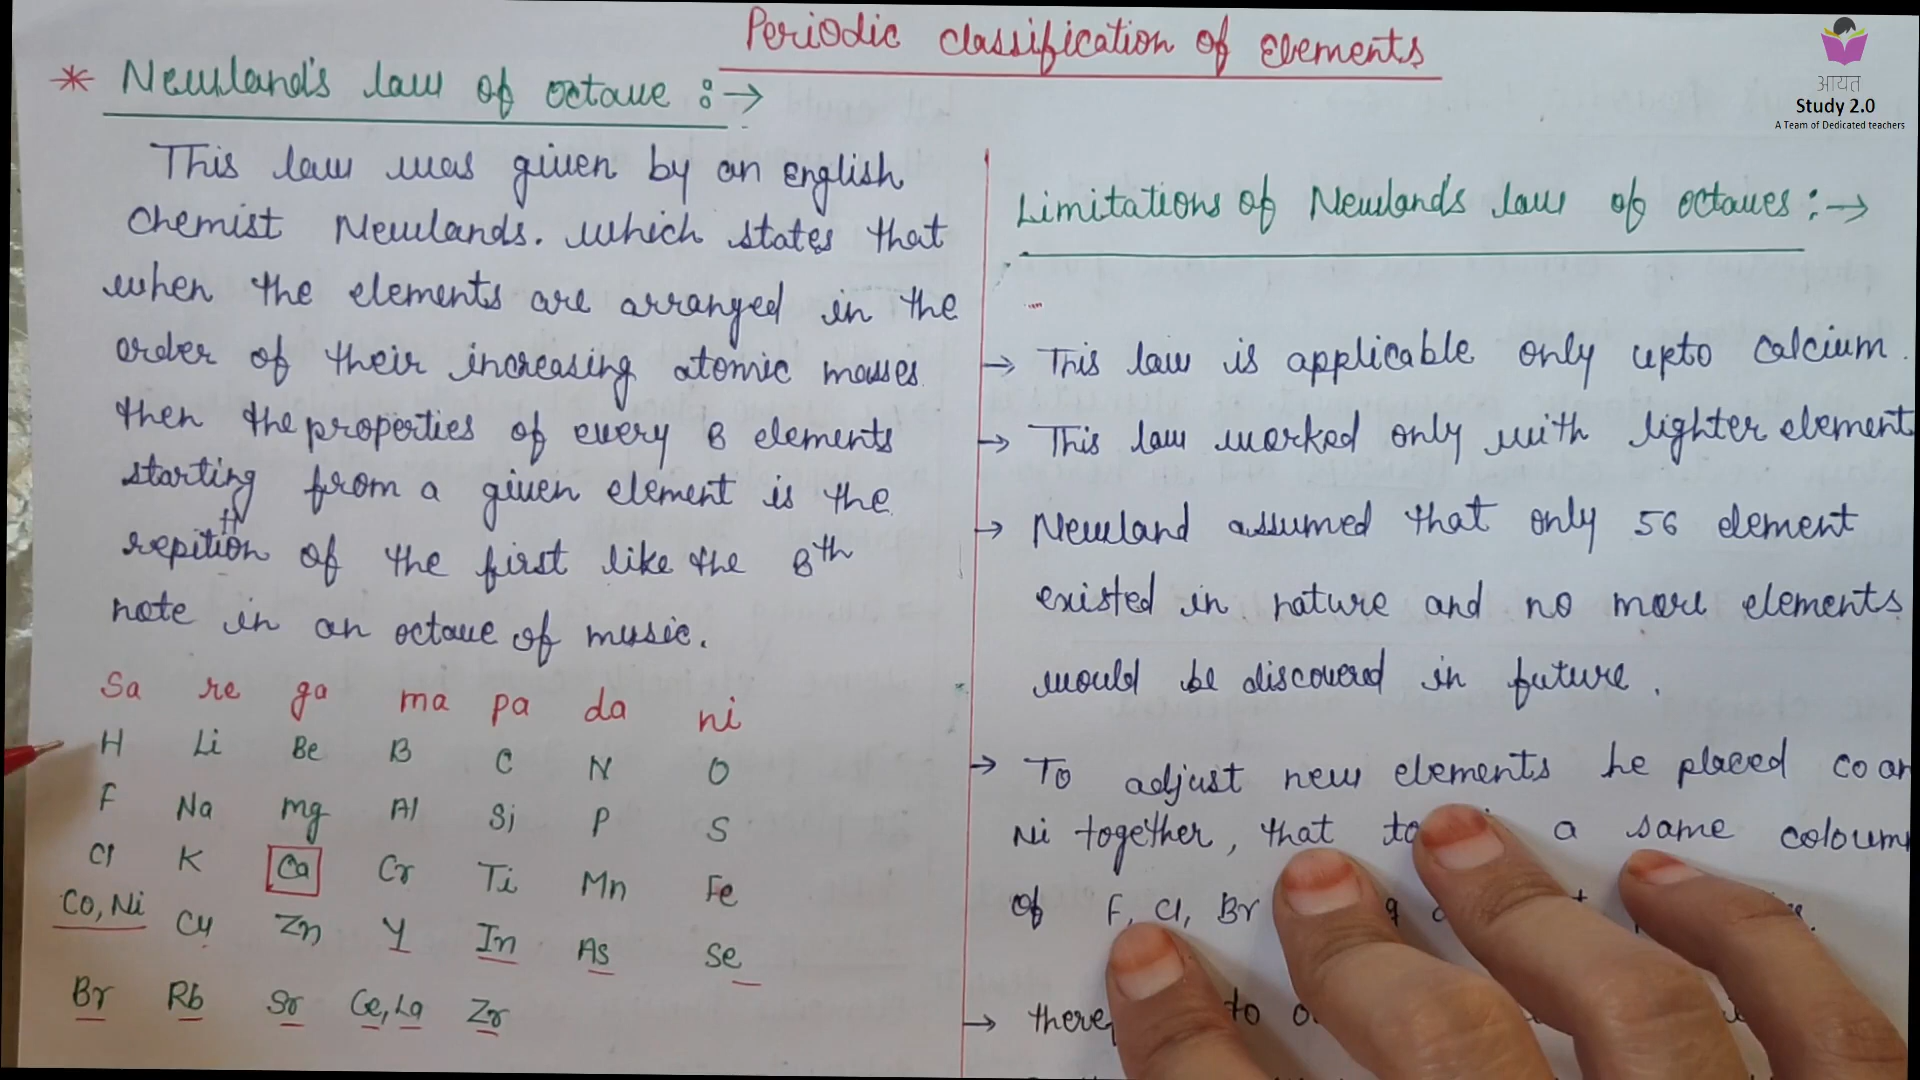 Periodic classification of Elements
* Newland's law of octave :→
This law was given by an English
Chemist Newlands. which states that
when the elements are arranged in the
order of their increasing atomic masses
then the properties of every 8 elements
starting from a given element is the
repition of the first like the 8th
note in an octave of music.
Sa re ga ma pa da ni
H Li Be B C N O
F Na mg Al Si P S
Cl K Ca Cr Ti Mn Fe
Co, Ni Cu Zn Y In As Se
Br Rb Sr Ce, La Zr
Limitations of Newland's law of octaves :→
→ This law is applicable only upto calcium.
→ This law worked only with lighter element
→ Newland assumed that only 56 element
existed in nature and no more elements
would be discovered in future.
→ To adjust new elements he placed co
Ni together, that to a same coloum
of F, Cl, Br
→ to
आयत
Study 2.0
A Team of Dedicated teachers